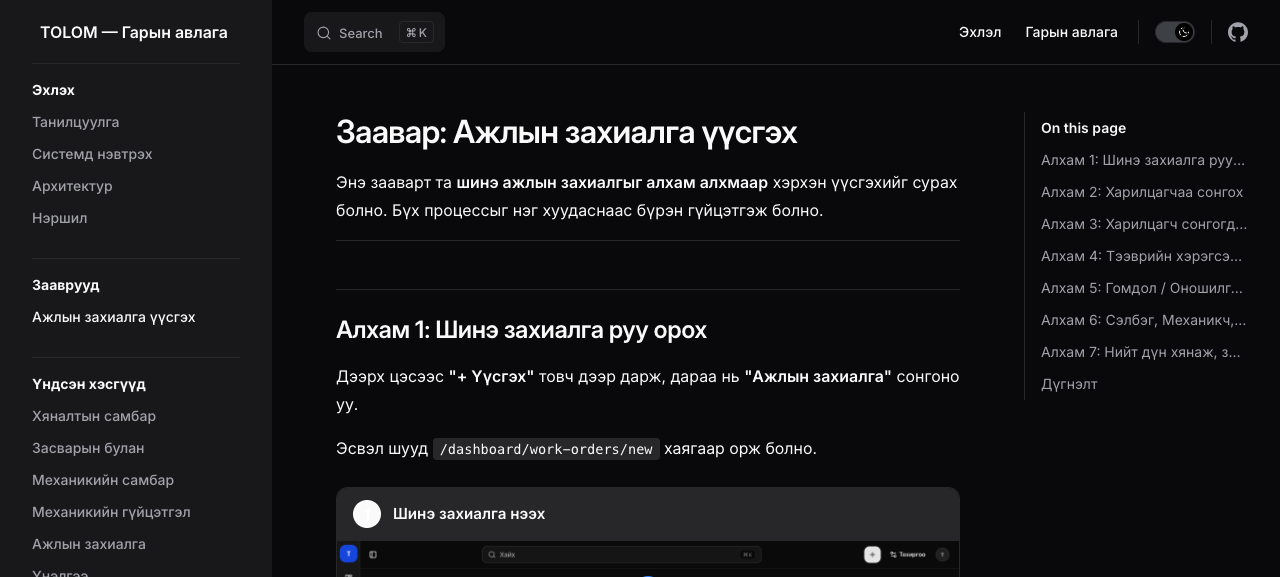 TOLOM — Гарын авлага
Эхлэх
Танилцуулга
Системд нэвтрэх
Архитектур
Нэршил
Заавруud
Ажлын захиалга үүсгэх
Үндсэн хэсгүүд
Хяналтын самбар
Засварын булан
Механикийн самбар
Механикийн гүйцэтгэл
Ажлын захиалга
Үнэлгээ
Search ⌘ K
Эхлэл
Гарын авлага
Заавар: Ажлын захиалга үүсгэх
Энэ зааварт та шинэ ажлын захиалгыг алхам алхмаар хэрхэн үүсгэхийг сурах
болно. Бүх процессыг нэг хуудаснаас бүрэн гүйцэтгэж болно.
Алхам 1: Шинэ захиалга руу орох
Дээрх цэсээс "+ Үүсгэх" товч дээр дарж, дараа нь "Ажлын захиалга" сонгоно
уу.
Эсвэл шууд /dashboard/work-orders/new хаягаар орж болно.
Шинэ захиалга нээх
Хайх
⌘K
Тохиргоо
On this page
Алхам 1: Шинэ захиалга руу...
Алхам 2: Харилцагчаа сонгох
Алхам 3: Харилцагч сонгогд...
Алхам 4: Тээврийн хэрэгсэ...
Алхам 5: Гомдол / Оношилг...
Алхам 6: Сэлбэг, Механикч,...
Алхам 7: Нийт дүн хянаж, з...
Дүгнэлт